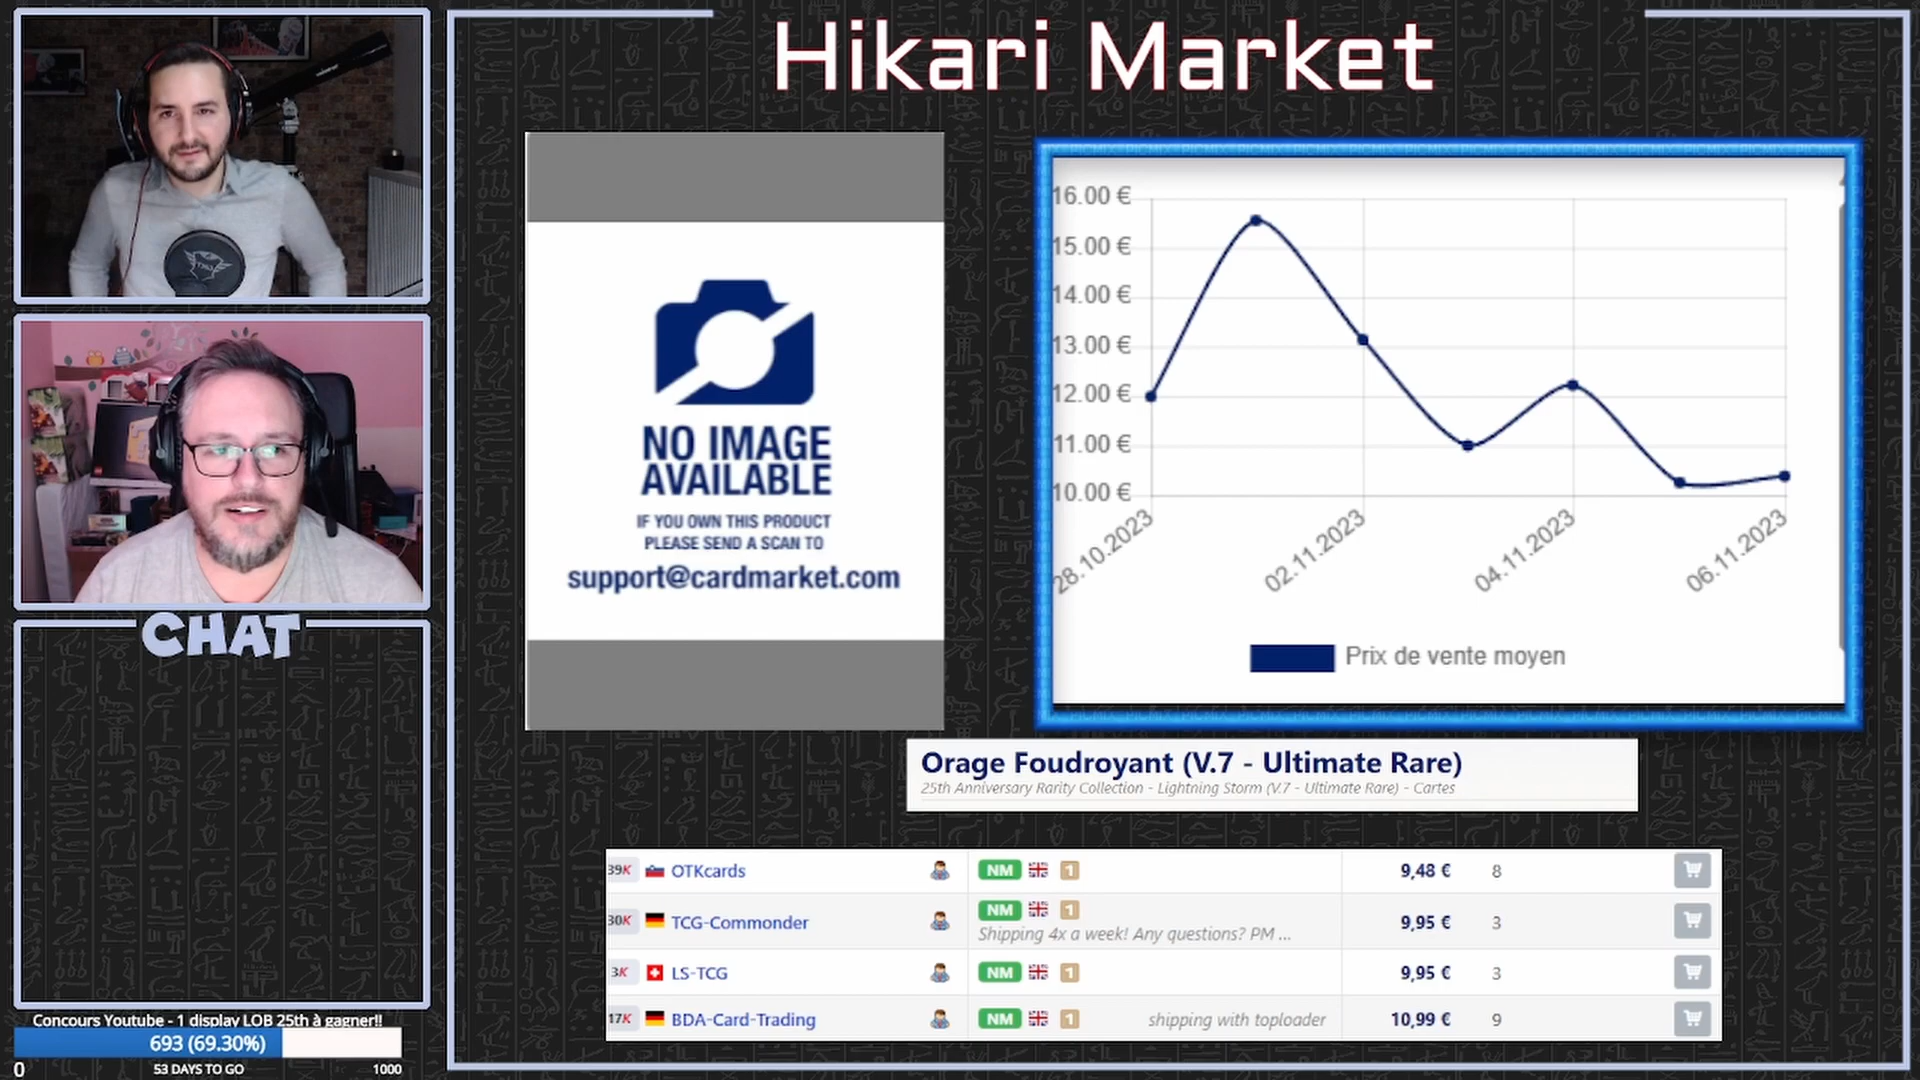 Hikari Market
NO IMAGE
AVAILABLE
IF YOU OWN THIS PRODUCT
PLEASE SEND A SCAN TO
support@cardmarket.com
16.00 €
15.00 €
14.00 €
13.00 €
12.00 €
11.00 €
10.00 €
28.10.2023
02.11.2023
04.11.2023
06.11.2023
Prix de vente moyen
CHAT
Orage Foudroyant (V.7 - Ultimate Rare)
25th Anniversary Rarity Collection - Lightning Storm (V.7 - Ultimate Rare) - Cartes
39K OTKcards NM 1 9,48 € 8
30K TCG-Commonder NM 1 9,95 € 3
Shipping 4x a week! Any questions? PM ...
3K LS-TCG NM 1 9,95 € 3
17K BDA-Card-Trading NM 1 shipping with toploader 10,99 € 9
Concours Youtube - 1 display LOB 25th à gagner!!
693 (69.30%)
0 53 DAYS TO GO 1000